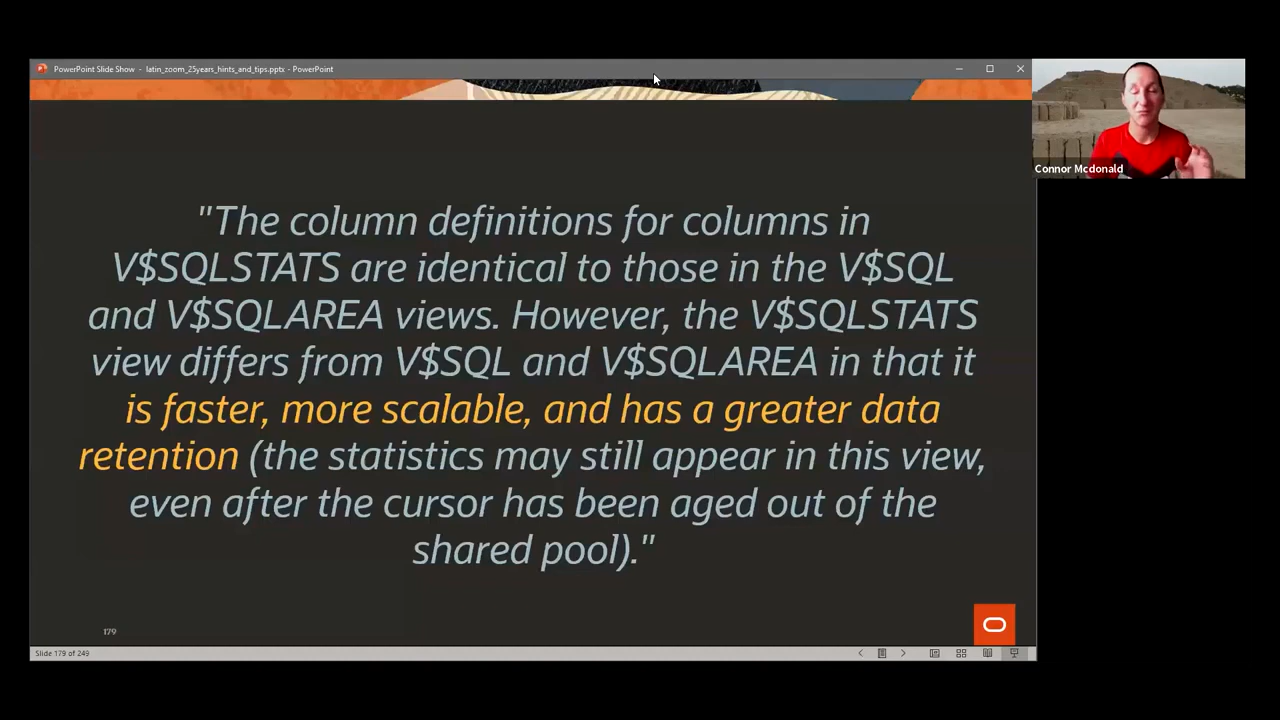 PowerPoint Slide Show - latin_zoom_25years_hints_and_tips.pptx - PowerPoint
Connor Mcdonald
"The column definitions for columns in
V$SQLSTATS are identical to those in the V$SQL
and V$SQLAREA views. However, the V$SQLSTATS
view differs from V$SQL and V$SQLAREA in that it
is faster, more scalable, and has a greater data
retention (the statistics may still appear in this view,
even after the cursor has been aged out of the
shared pool)."
179
Slide 179 of 249